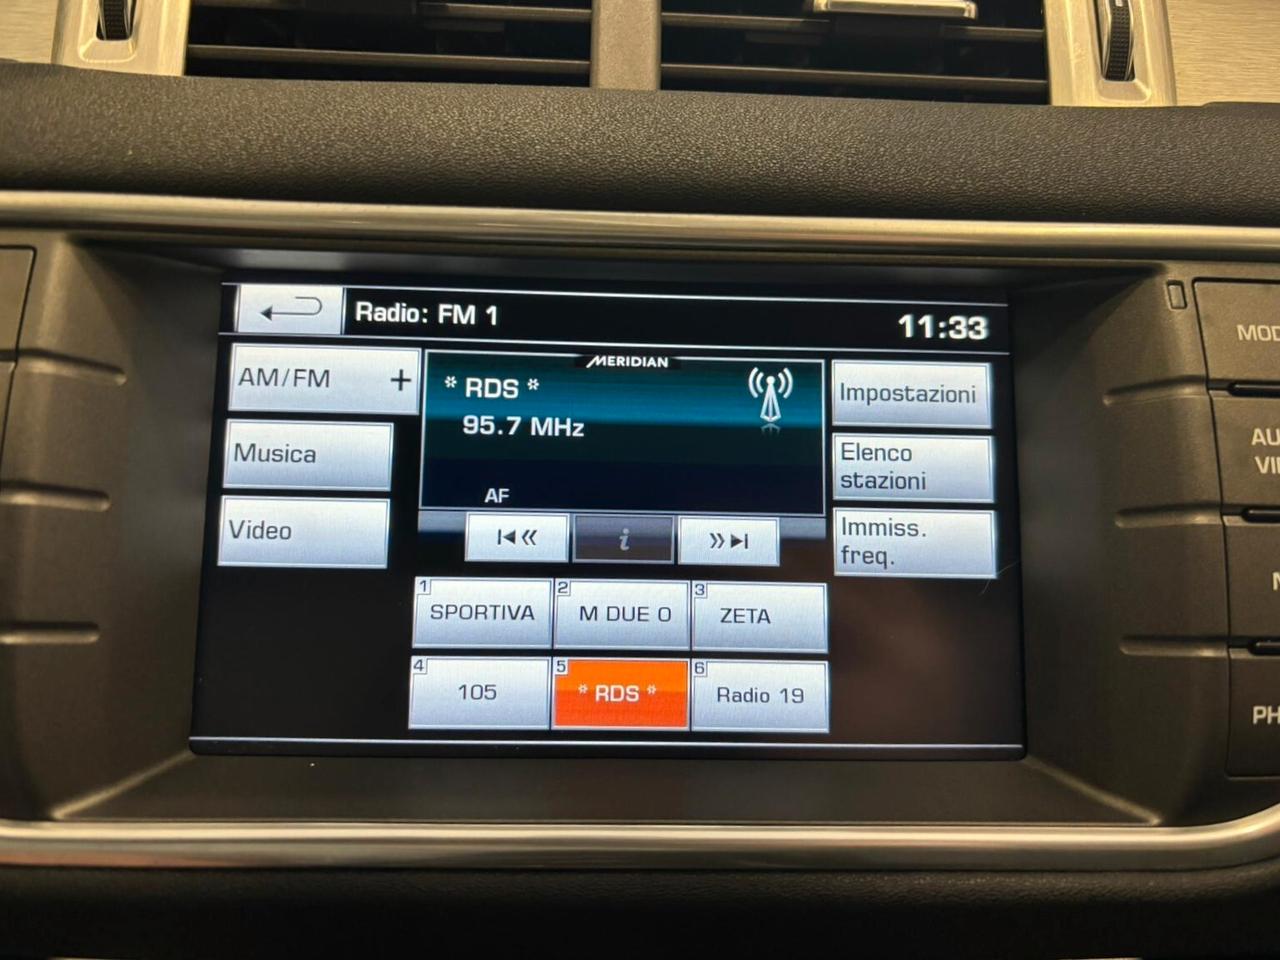 Radio: FM 1
11:33
AM/FM +
Musica
Video
MERIDIAN
* RDS *
95.7 MHz
AF
i
Impostazioni
Elenco
stazioni
Immiss.
freq.
1 SPORTIVA
2 M DUE O
3 ZETA
4 105
5 * RDS *
6 Radio 19